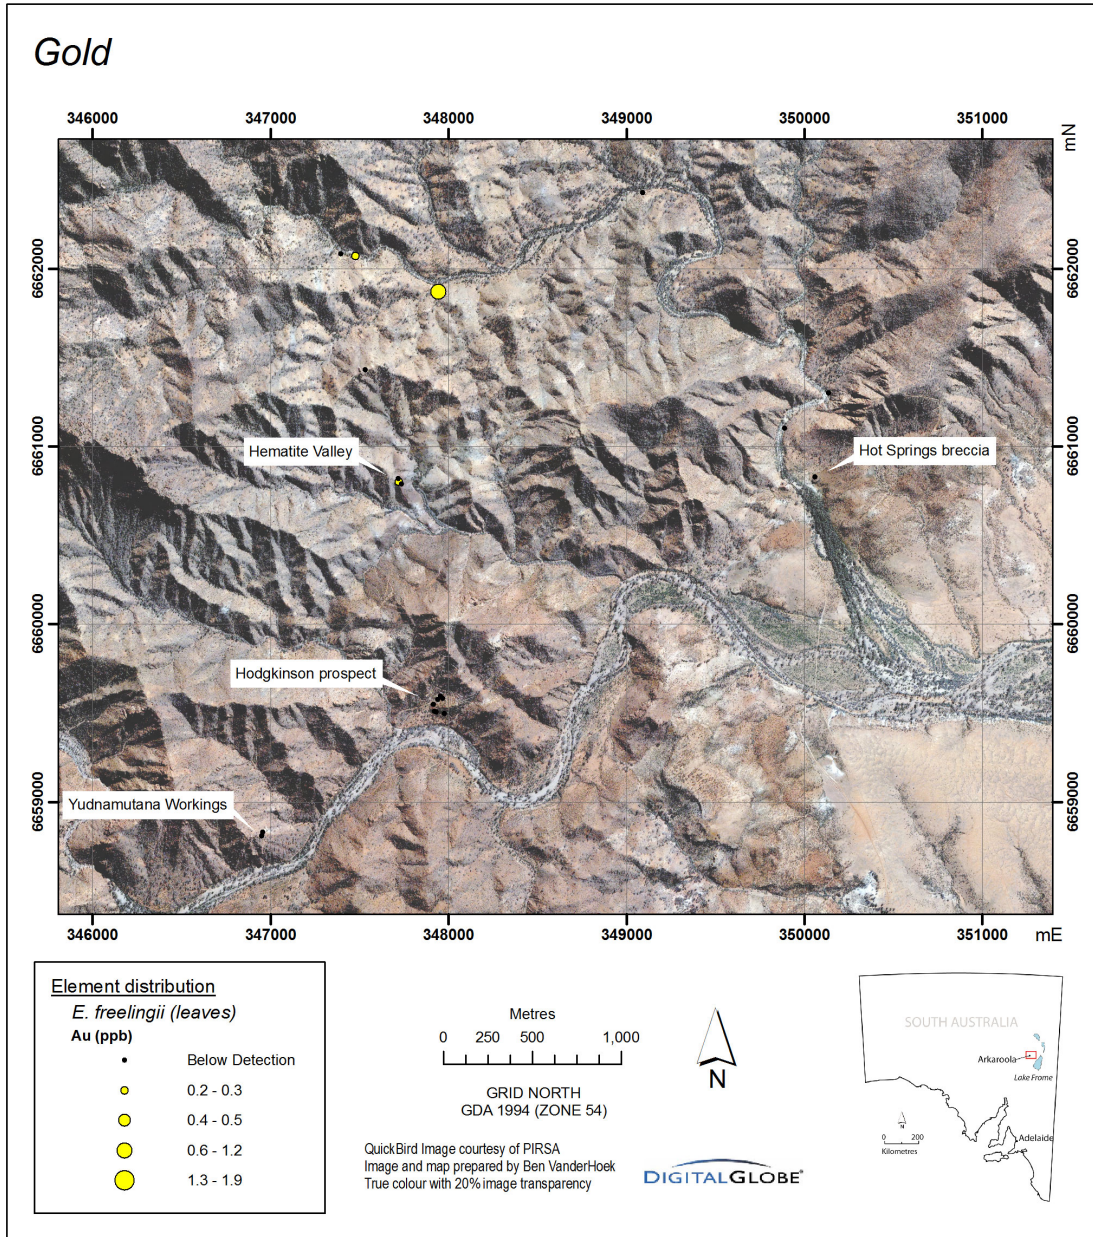 Gold
346000 347000 348000 349000 350000 351000
mN
6662000 6662000
6661000 6661000
Hematite Valley
Hot Springs breccia
6660000 6660000
Hodgkinson prospect
6659000 6659000
Yudnamutana Workings
346000 347000 348000 349000 350000 351000
mE
Element distribution
E. freelingii (leaves)
Au (ppb)
Below Detection
0.2 - 0.3
0.4 - 0.5
0.6 - 1.2
1.3 - 1.9
Metres
0 250 500 1,000
GRID NORTH
GDA 1994 (ZONE 54)
N
QuickBird Image courtesy of PIRSA
Image and map prepared by Ben VanderHoek
True colour with 20% image transparency
DIGITALGLOBE®
SOUTH AUSTRALIA
Arkaroola
Lake Frome
N
0 200
Kilometres
Adelaide